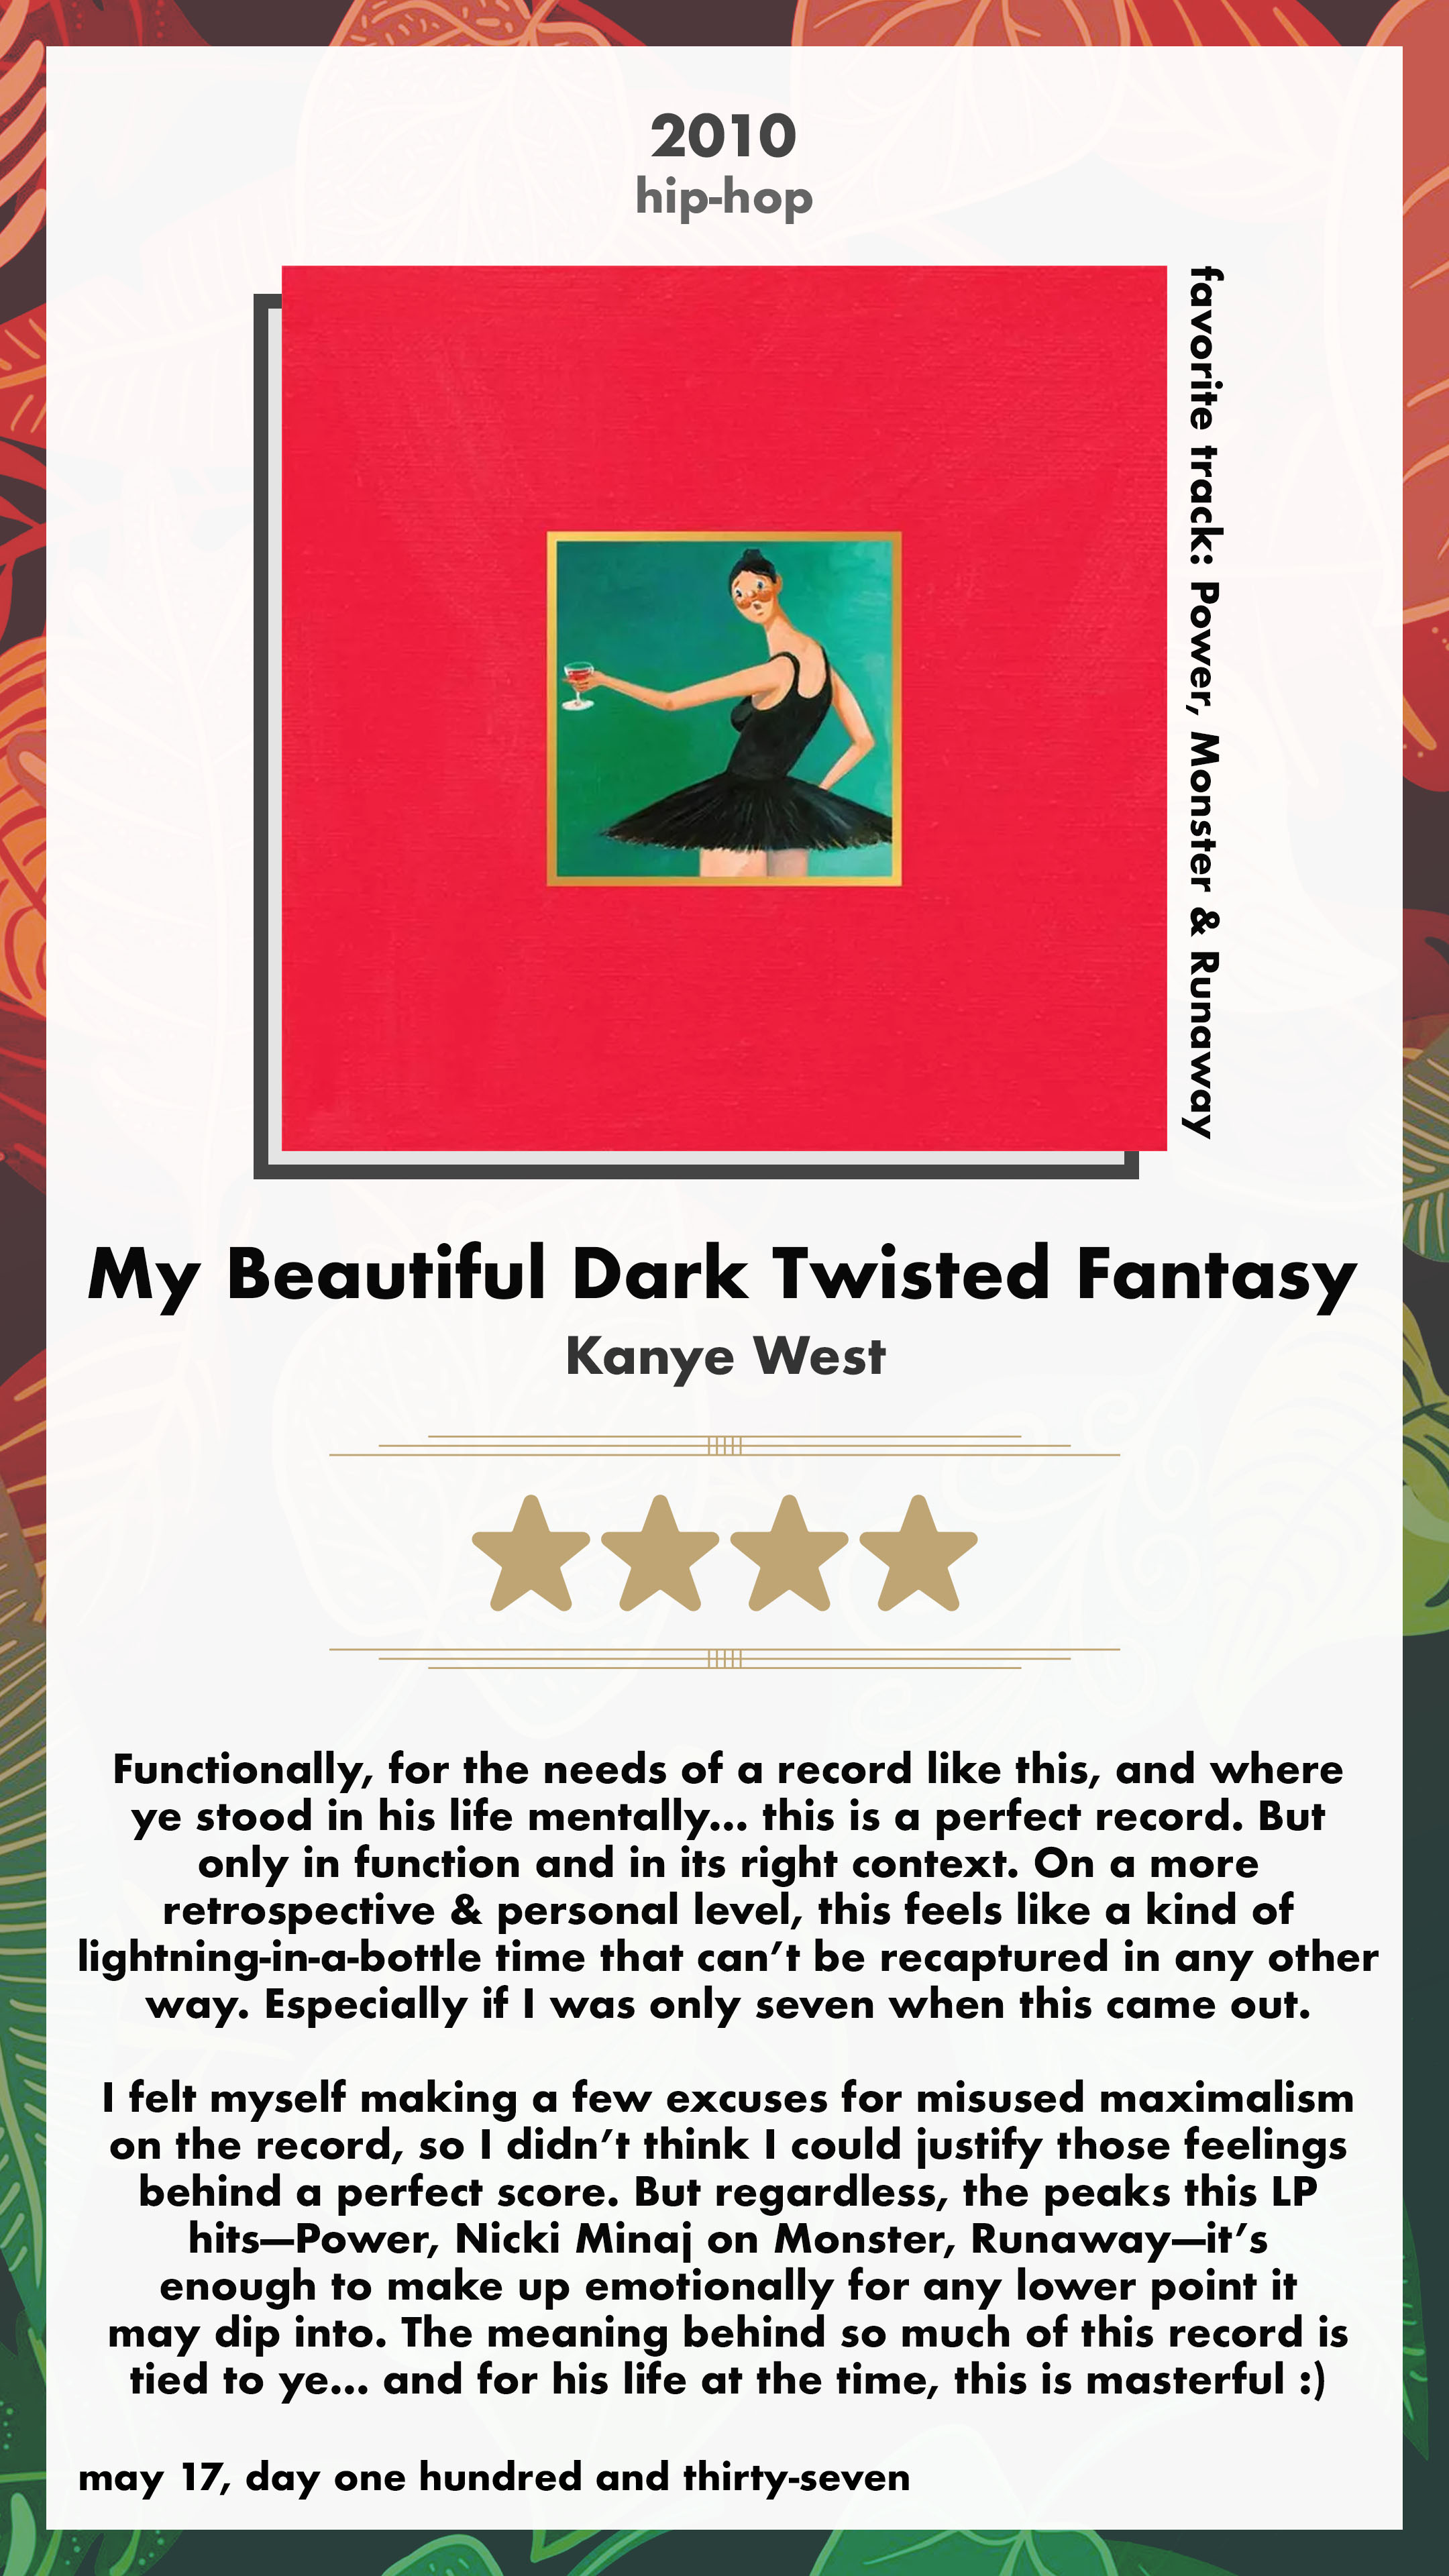 2010
hip-hop
favorite track: Power, Monster & Runaway
My Beautiful Dark Twisted Fantasy
Kanye West
Functionally, for the needs of a record like this, and where
ye stood in his life mentally... this is a perfect record. But
only in function and in its right context. On a more
retrospective & personal level, this feels like a kind of
lightning-in-a-bottle time that can’t be recaptured in any other
way. Especially if I was only seven when this came out.
I felt myself making a few excuses for misused maximalism
on the record, so I didn’t think I could justify those feelings
behind a perfect score. But regardless, the peaks this LP
hits—Power, Nicki Minaj on Monster, Runaway—it’s
enough to make up emotionally for any lower point it
may dip into. The meaning behind so much of this record is
tied to ye... and for his life at the time, this is masterful :)
may 17, day one hundred and thirty-seven